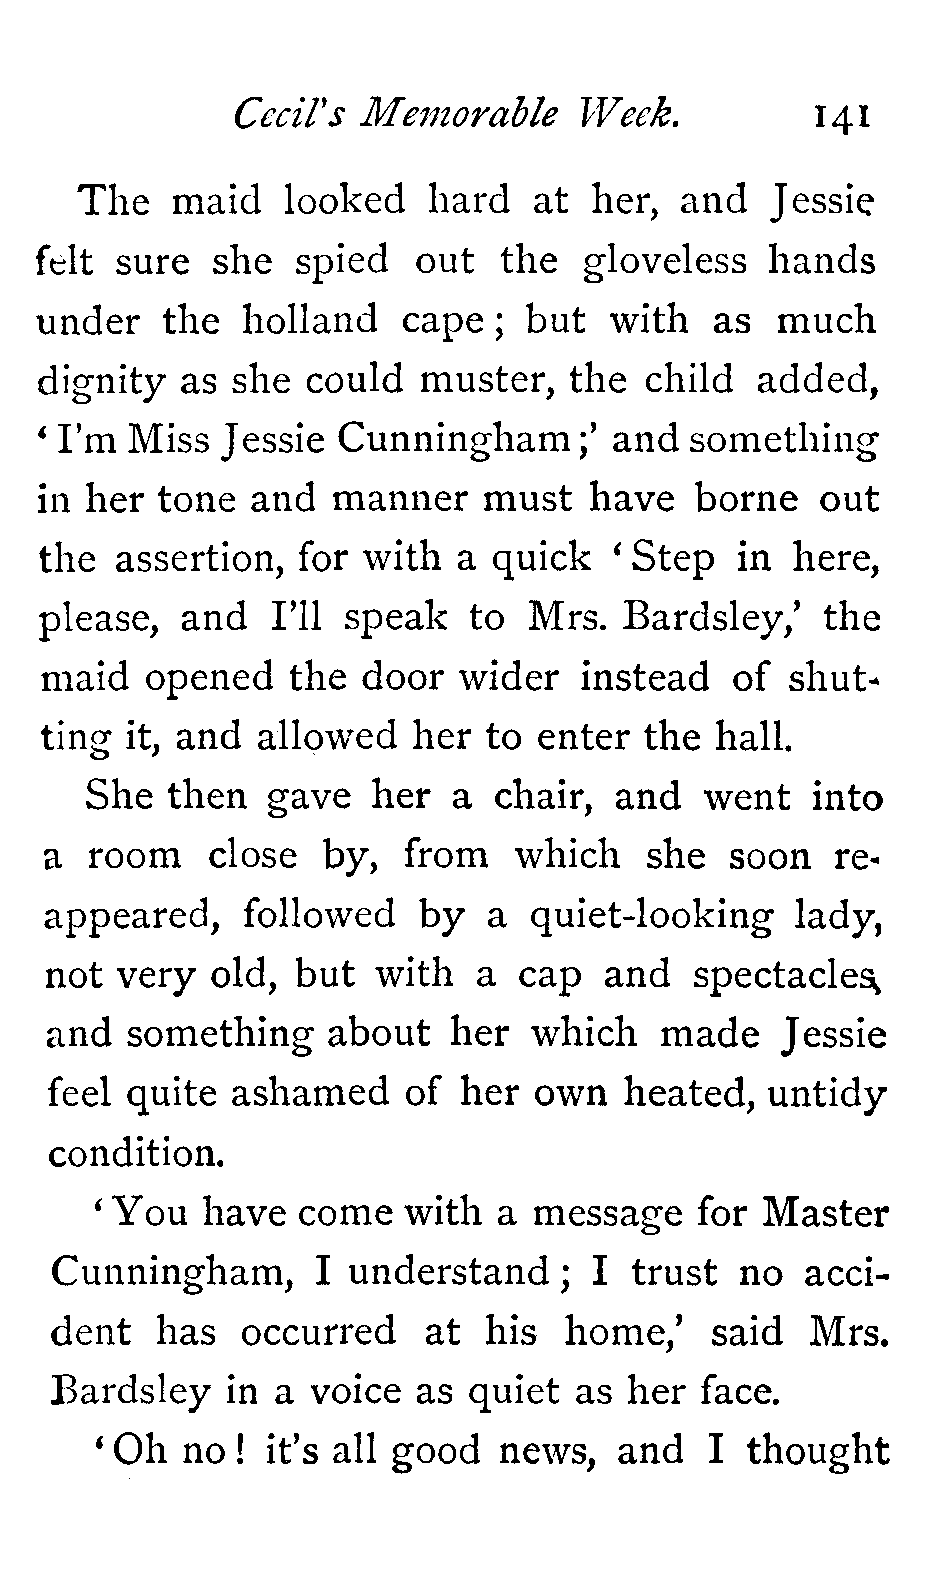 Cecil's Memorable Week. 141
The maid looked hard at her, and Jessie
felt sure she spied out the gloveless hands
under the holland cape ; but with as much
dignity as she could muster, the child added,
‘ I’m Miss Jessie Cunningham ;’ and something
in her tone and manner must have borne out
the assertion, for with a quick ‘ Step in here,
please, and I’ll speak to Mrs. Bardsley,’ the
maid opened the door wider instead of shut-
ting it, and allowed her to enter the hall.
She then gave her a chair, and went into
a room close by, from which she soon re-
appeared, followed by a quiet-looking lady,
not very old, but with a cap and spectacles,
and something about her which made Jessie
feel quite ashamed of her own heated, untidy
condition.
‘ You have come with a message for Master
Cunningham, I understand ; I trust no acci-
dent has occurred at his home,’ said Mrs.
Bardsley in a voice as quiet as her face.
‘ Oh no ! it’s all good news, and I thought